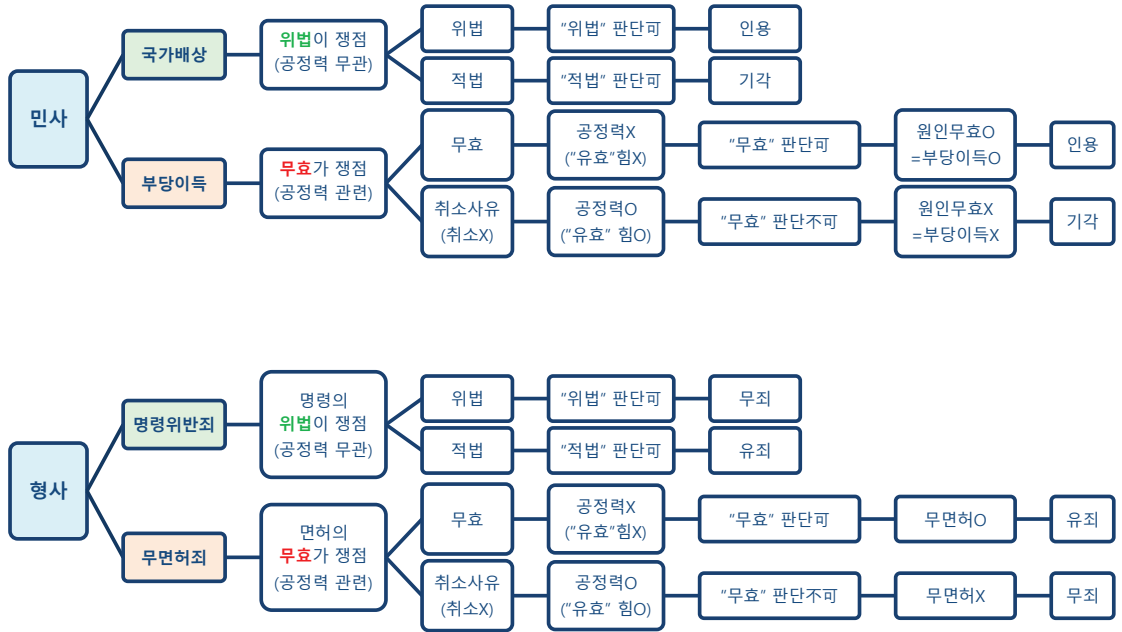 민사
국가배상
위법이 쟁점
(공정력 무관)
위법
“위법” 판단可
인용
적법
“적법” 판단可
기각
부당이득
무효가 쟁점
(공정력 관련)
무효
공정력X
(“유효”힘X)
“무효” 판단可
원인무효O
=부당이득O
인용
취소사유
(취소X)
공정력O
(“유효” 힘O)
“무효” 판단不可
원인무효X
=부당이득X
기각
형사
명령위반죄
명령의
위법이 쟁점
(공정력 무관)
위법
“위법” 판단可
무죄
적법
“적법” 판단可
유죄
무면허죄
면허의
무효가 쟁점
(공정력 관련)
무효
공정력X
(“유효”힘X)
“무효” 판단可
무면허O
유죄
취소사유
(취소X)
공정력O
(“유효” 힘O)
“무효” 판단不可
무면허X
무죄